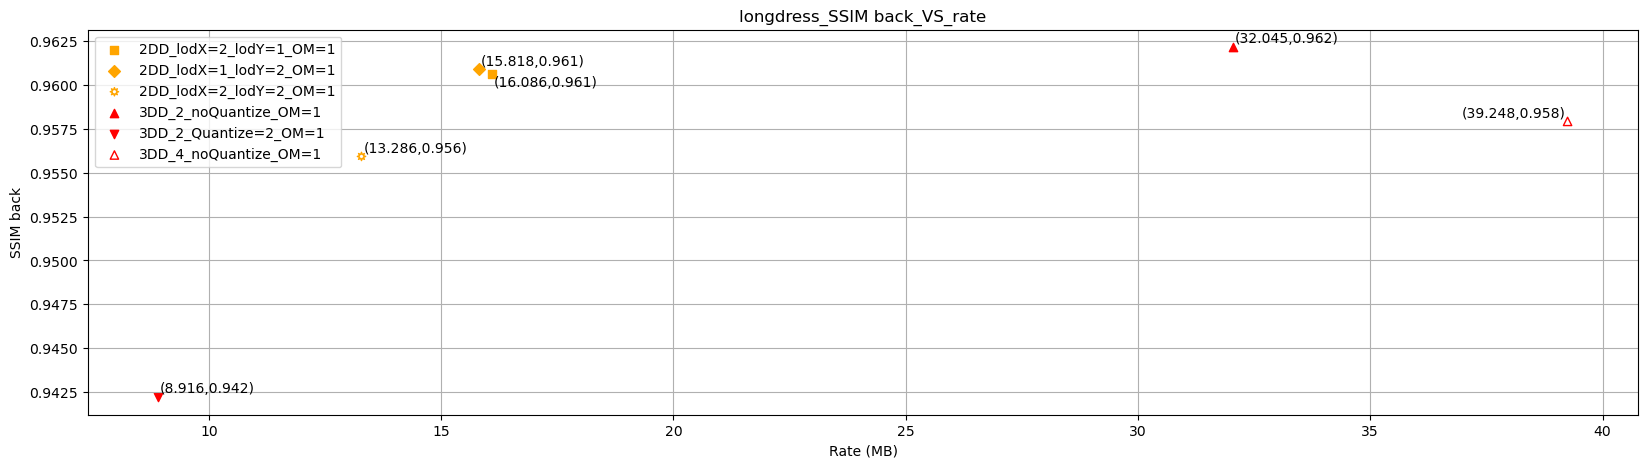 longdress_SSIM back_VS_rate
0.9625
0.9600
0.9575
0.9550
0.9525
0.9500
0.9475
0.9450
0.9425
SSIM back
2DD_lodX=2_lodY=1_OM=1
2DD_lodX=1_lodY=2_OM=1
2DD_lodX=2_lodY=2_OM=1
3DD_2_noQuantize_OM=1
3DD_2_Quantize=2_OM=1
3DD_4_noQuantize_OM=1
(32.045,0.962)
(15.818,0.961)
(16.086,0.961)
(39.248,0.958)
(13.286,0.956)
(8.916,0.942)
10
15
20
25
30
35
40
Rate (MB)